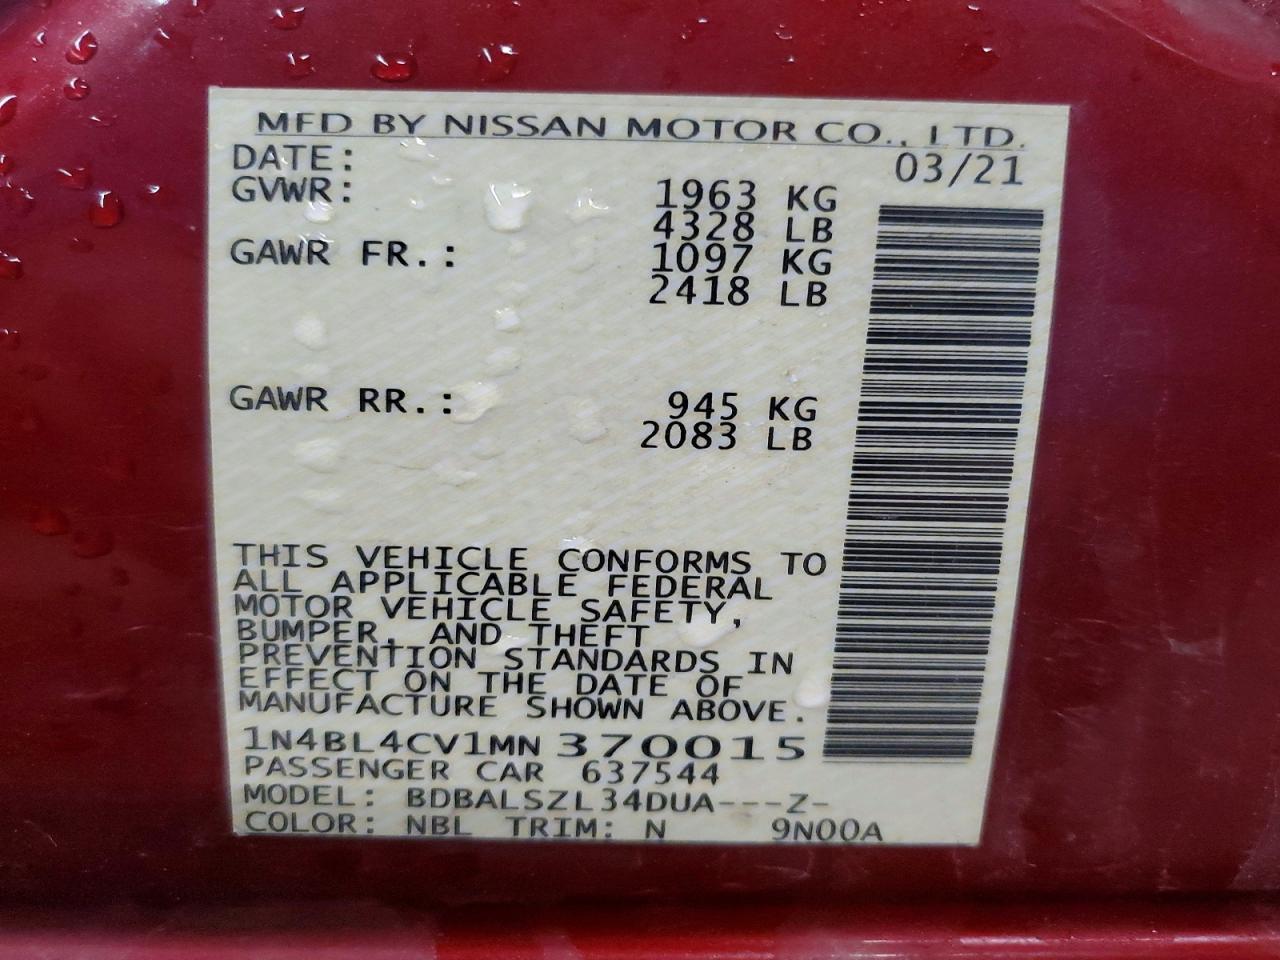 MFD BY NISSAN MOTOR CO., LTD.
DATE: 03/21
GVWR: 1963 KG
4328 LB
GAWR FR.: 1097 KG
2418 LB
GAWR RR.: 945 KG
2083 LB
THIS VEHICLE CONFORMS TO
ALL APPLICABLE FEDERAL
MOTOR VEHICLE SAFETY,
BUMPER, AND THEFT
PREVENTION STANDARDS IN
EFFECT ON THE DATE OF
MANUFACTURE SHOWN ABOVE.
1N4BL4CV1MN370015
PASSENGER CAR 637544
MODEL: BDBALSZL34DUA---Z-
COLOR: NBL TRIM: N 9N00A